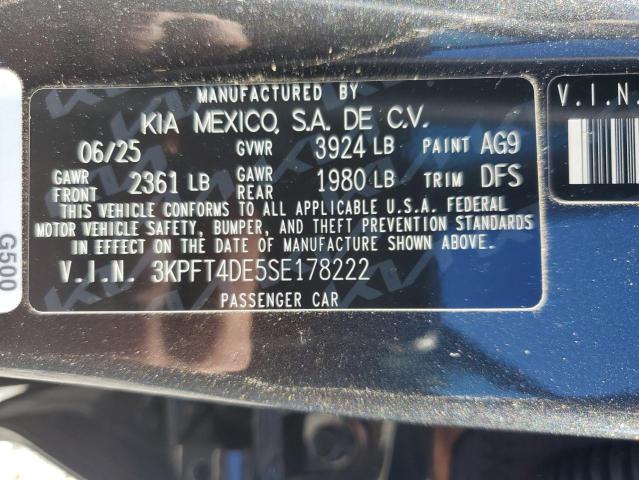 MANUFACTURED BY
KIA MEXICO, S.A. DE C.V.
06/25 GVWR 3924 LB PAINT AG9
GAWR FRONT 2361 LB GAWR REAR 1980 LB TRIM DFS
THIS VEHICLE CONFORMS TO ALL APPLICABLE U.S.A. FEDERAL
MOTOR VEHICLE SAFETY, BUMPER, AND THEFT PREVENTION STANDARDS
IN EFFECT ON THE DATE OF MANUFACTURE SHOWN ABOVE.
V.I.N. 3KPFT4DE5SE178222
PASSENGER CAR
V.I.N.
G500